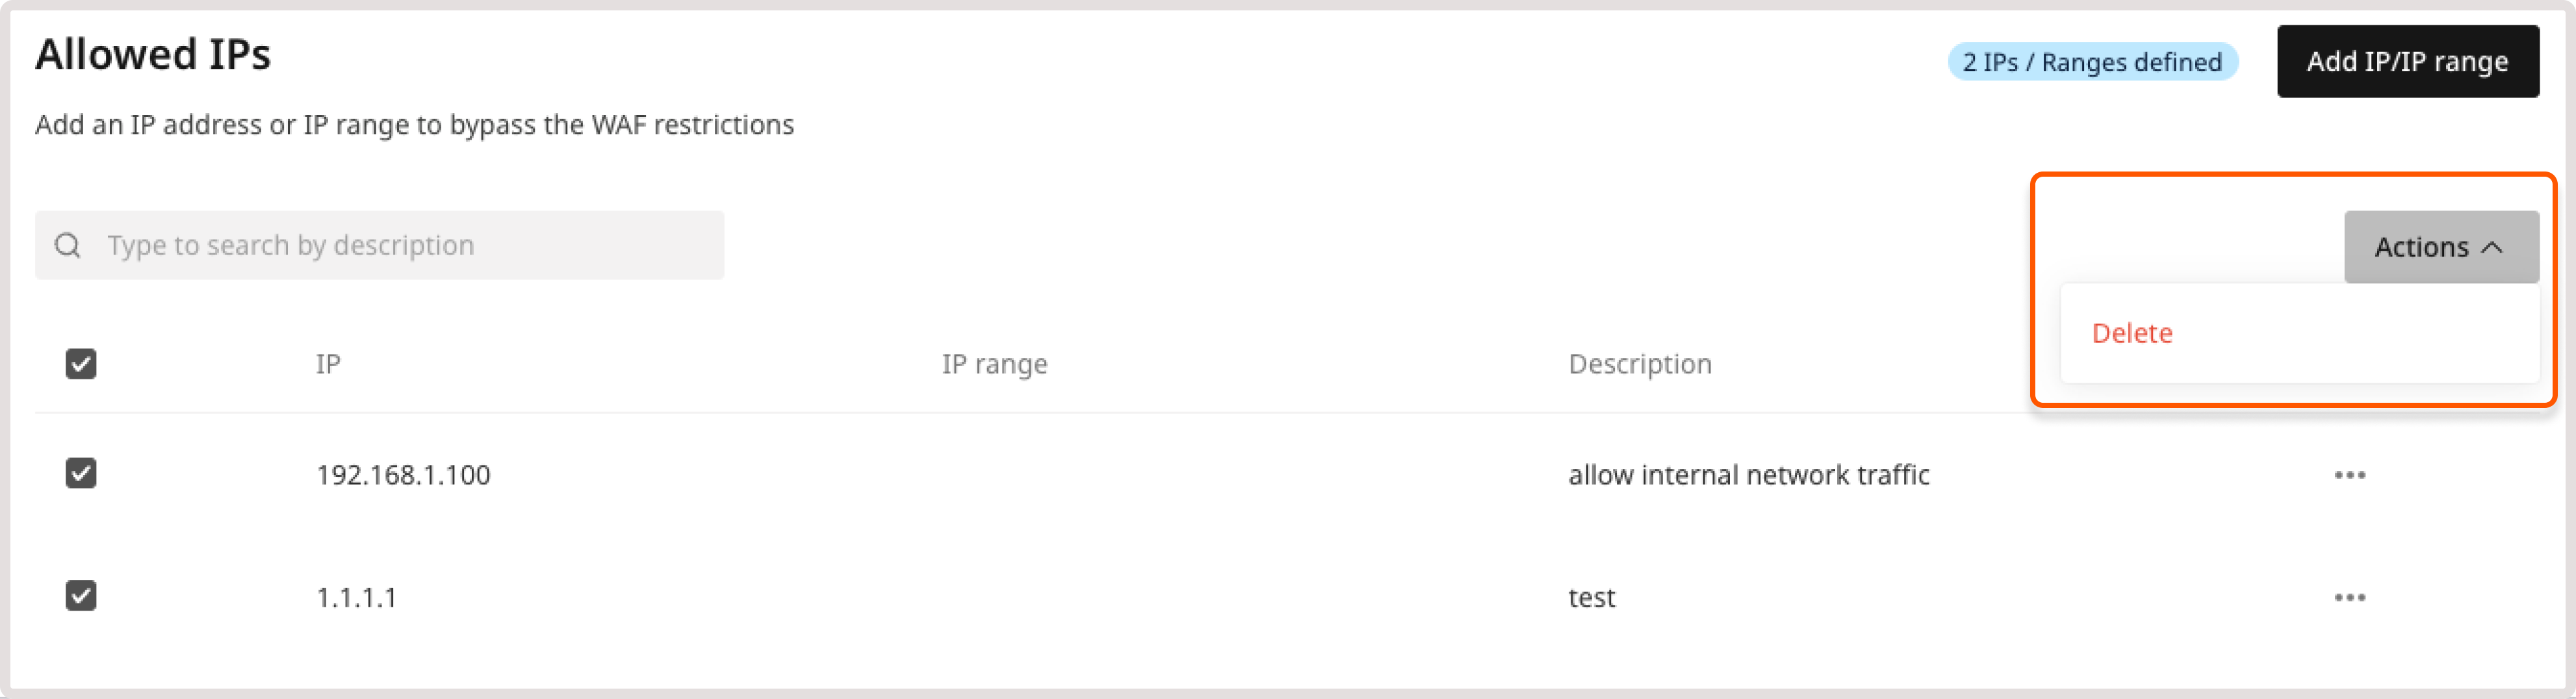 Allowed IPs
2 IPs / Ranges defined
Add IP/IP range
Add an IP address or IP range to bypass the WAF restrictions
Type to search by description
Actions
Delete
IP IP range Description
192.168.1.100 allow internal network traffic
1.1.1.1 test